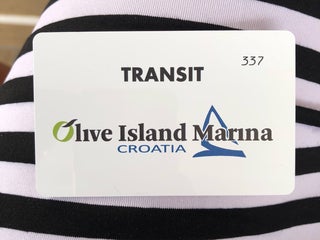 337
TRANSIT
Olive Island Marina
CROATIA